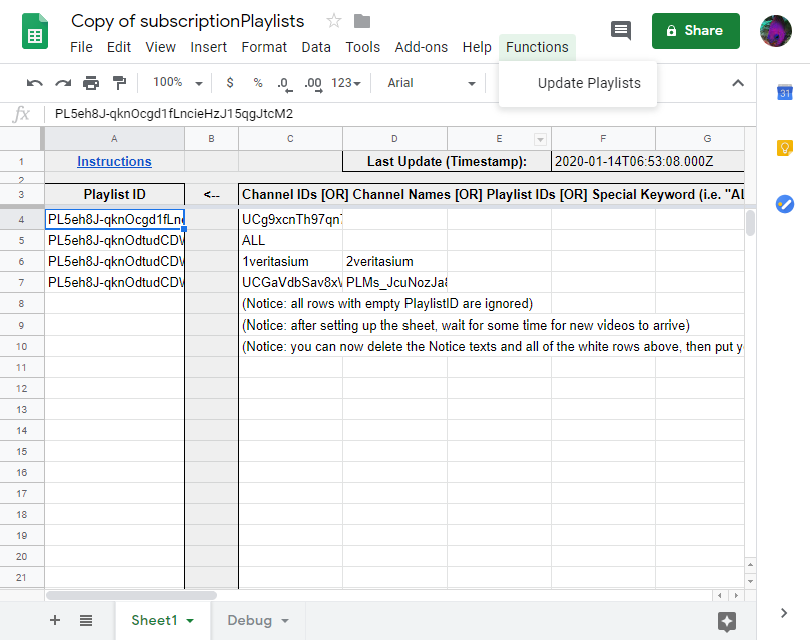 Copy of subscriptionPlaylists
File Edit View Insert Format Data Tools Add-ons Help Functions
Share
Update Playlists
100% $ % .0 .00 123 Arial
31
fx PL5eh8J-qknOcgd1fLncieHzJ15qgJtcM2
A B C D E F G
1 Instructions Last Update (Timestamp): 2020-01-14T06:53:08.000Z
2
3 Playlist ID <-- Channel IDs [OR] Channel Names [OR] Playlist IDs [OR] Special Keyword (i.e. "AL
4 PL5eh8J-qknOcgd1fLnc UCg9xcnTh97qn
5 PL5eh8J-qknOdtudCDW ALL
6 PL5eh8J-qknOdtudCDW 1veritasium 2veritasium
7 PL5eh8J-qknOdtudCDW UCGaVdbSav8xW PLMs_JcuNozJa8
8 (Notice: all rows with empty PlaylistID are ignored)
9 (Notice: after setting up the sheet, wait for some time for new videos to arrive)
10 (Notice: you can now delete the Notice texts and all of the white rows above, then put y
11
12
13
14
15
16
17
18
19
20
21
Sheet1 Debug